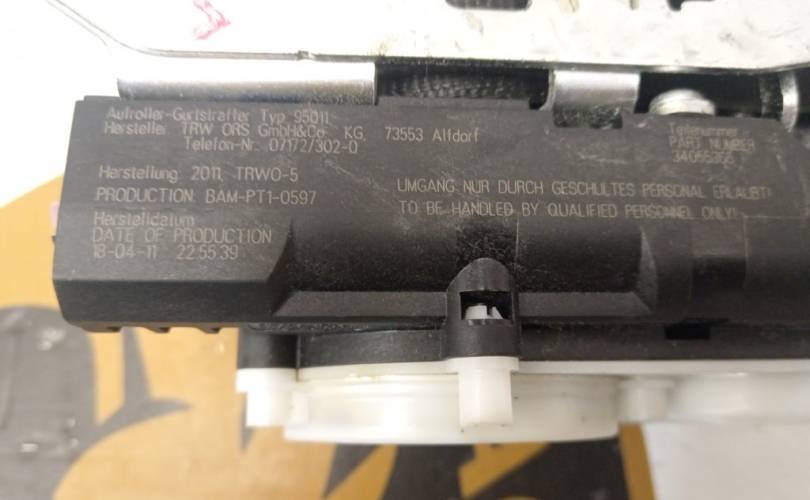 Aufroller-Gurtstraffer Typ 95011
Hersteller TRW ORS GmbH&Co. KG, 73553 Alfdorf
Telefon-Nr.: 07172/302-0
Herstellung 2011, TRWO-5
PRODUCTION BAM-PT1-0597
Herstelldatum
DATE OF PRODUCTION
18-04-11 22:55:39
Teilenummer
PART NUMBER
UMGANG NUR DURCH GESCHULTES PERSONAL ERLAUBT!
TO BE HANDLED BY QUALIFIED PERSONNEL ONLY!